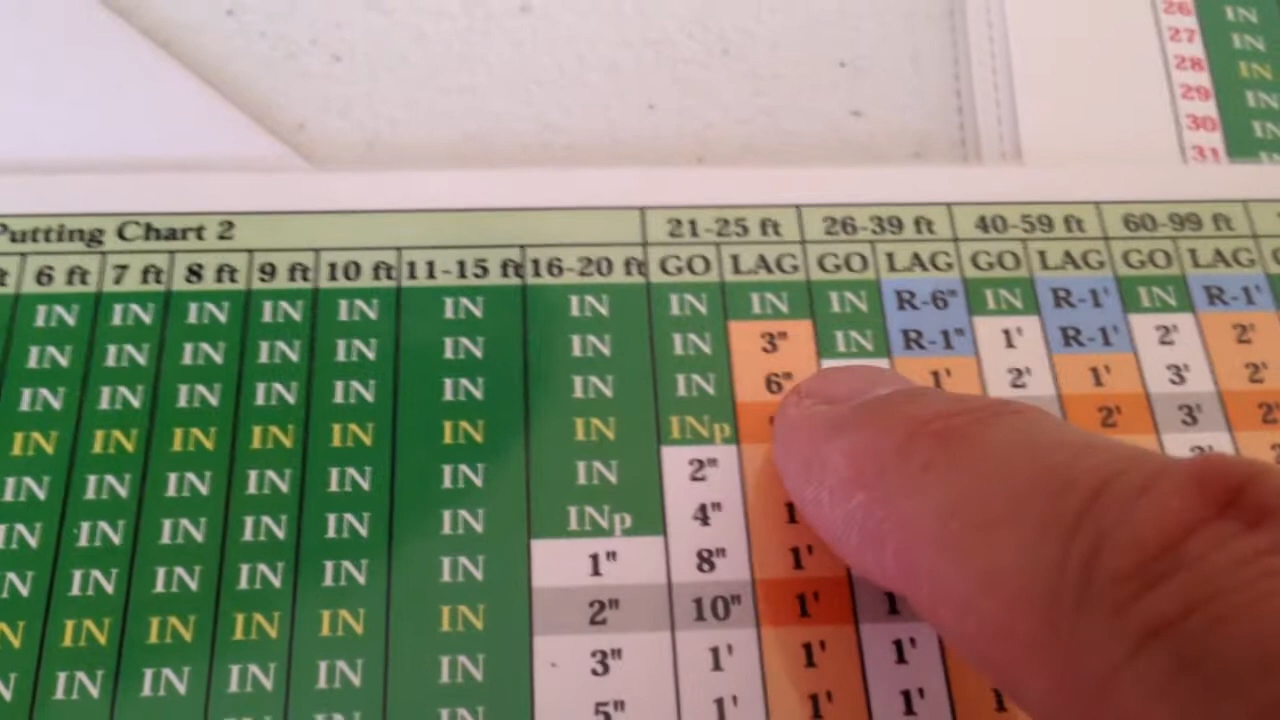 26 IN
27 IN
28 IN
29 IN
30 IN
31 IN
Putting Chart 2 21-25 ft 26-39 ft 40-59 ft 60-99 ft
6 ft 7 ft 8 ft 9 ft 10 ft 11-15 ft 16-20 ft GO LAG GO LAG GO LAG GO LAG
IN IN IN IN IN IN IN IN IN IN R-6" IN R-1' IN R-1'
IN IN IN IN IN IN IN IN 3" IN R-1" 1' R-1' 2' 2'
IN IN IN IN IN IN IN IN 6" 1' 2' 1' 3' 2'
IN IN IN IN IN IN IN INp 2' 3' 2'
IN IN IN IN IN IN IN 2"
IN IN IN IN IN IN INp 4" 1'
IN IN IN IN IN IN 1" 8" 1'
IN IN IN IN IN IN 2" 10" 1'
IN IN IN IN IN 3" 1' 1' 1'
IN IN IN IN 5" 1' 1' 1'